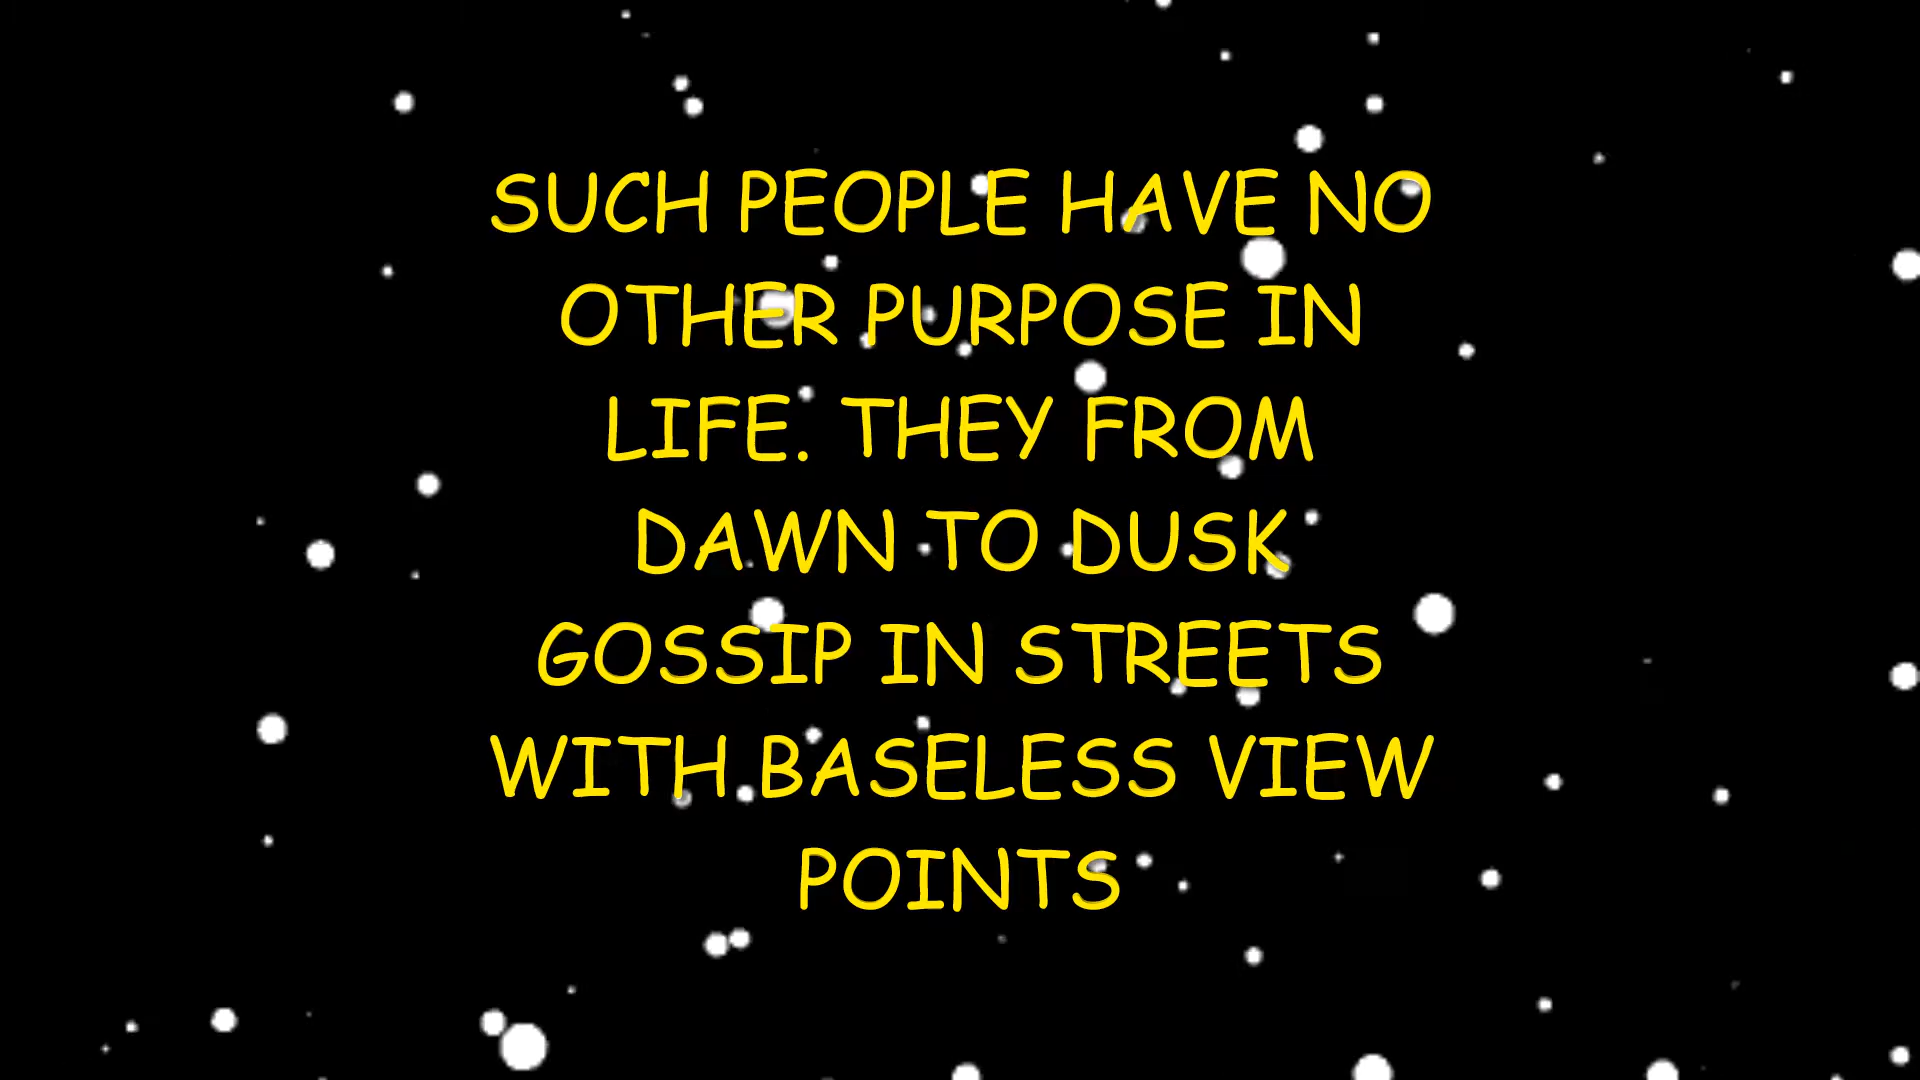 SUCH PEOPLE HAVE NO
OTHER PURPOSE IN
LIFE. THEY FROM
DAWN TO DUSK
GOSSIP IN STREETS
WITH BASELESS VIEW
POINTS